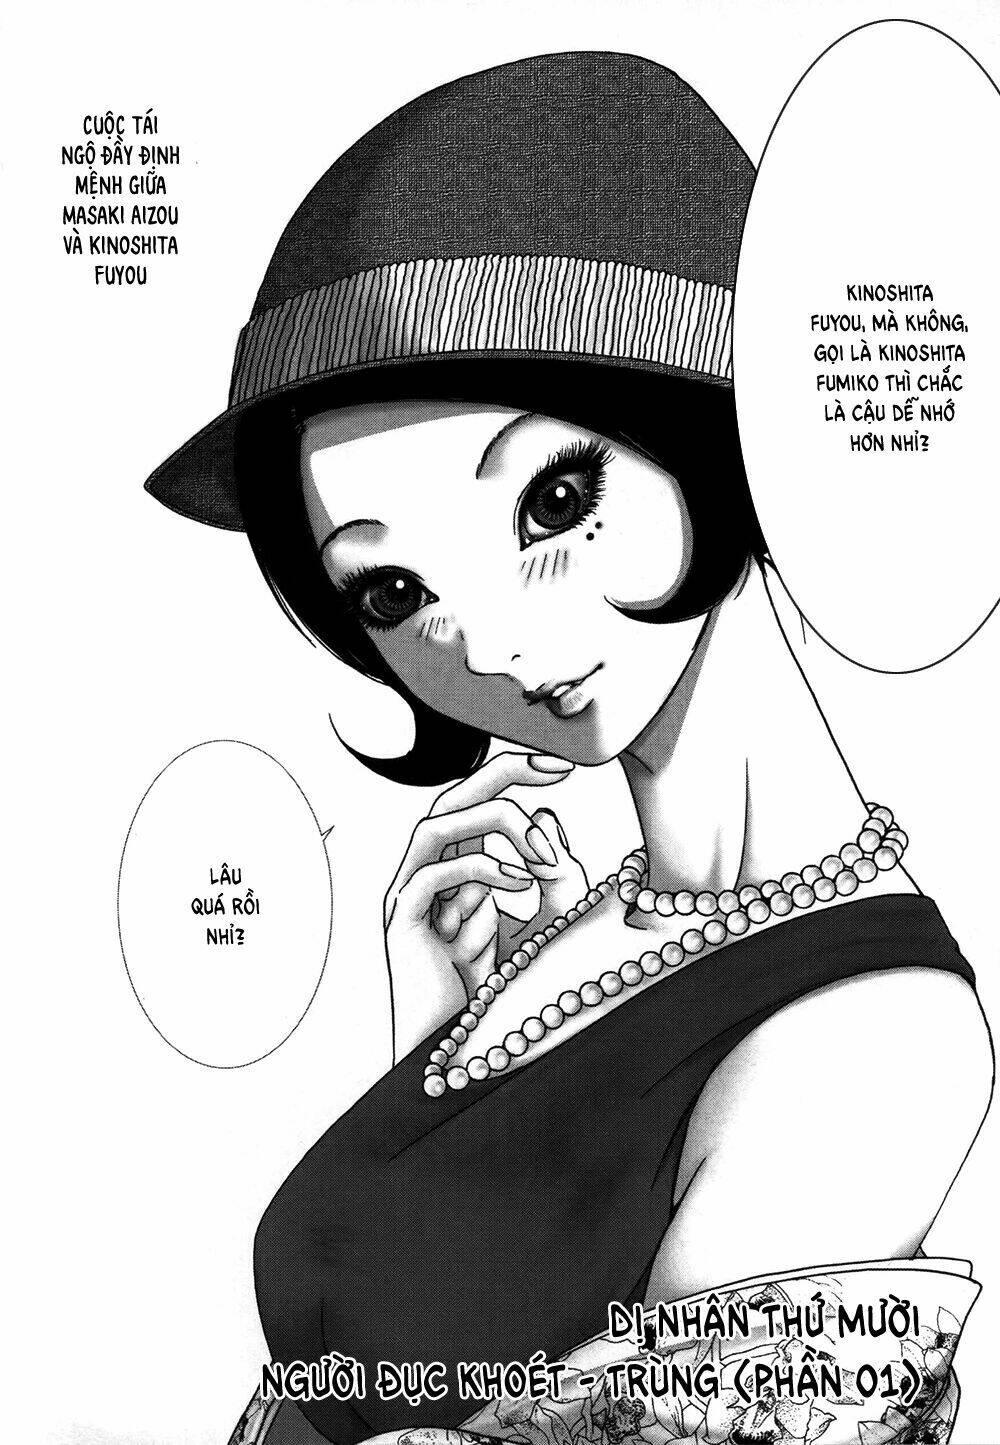 CUỘC TÁI
NGỘ ĐẦY ĐỊNH
MỆNH GIỮA
MASAKI AIZOU
VÀ KINOSHITA
FUYOU
KINOSHITA
FUYOU, MÀ KHÔNG,
GỌI LÀ KINOSHITA
FUMIKO THÌ CHẮC
LÀ CẬU DỄ NHỚ
HƠN NHỈ?
LÂU
QUÁ RỒI
NHỈ?
DỊ NHÂN THỨ MƯỜI
NGƯỜI ĐỤC KHOÉT - TRÙNG (PHẦN 01)